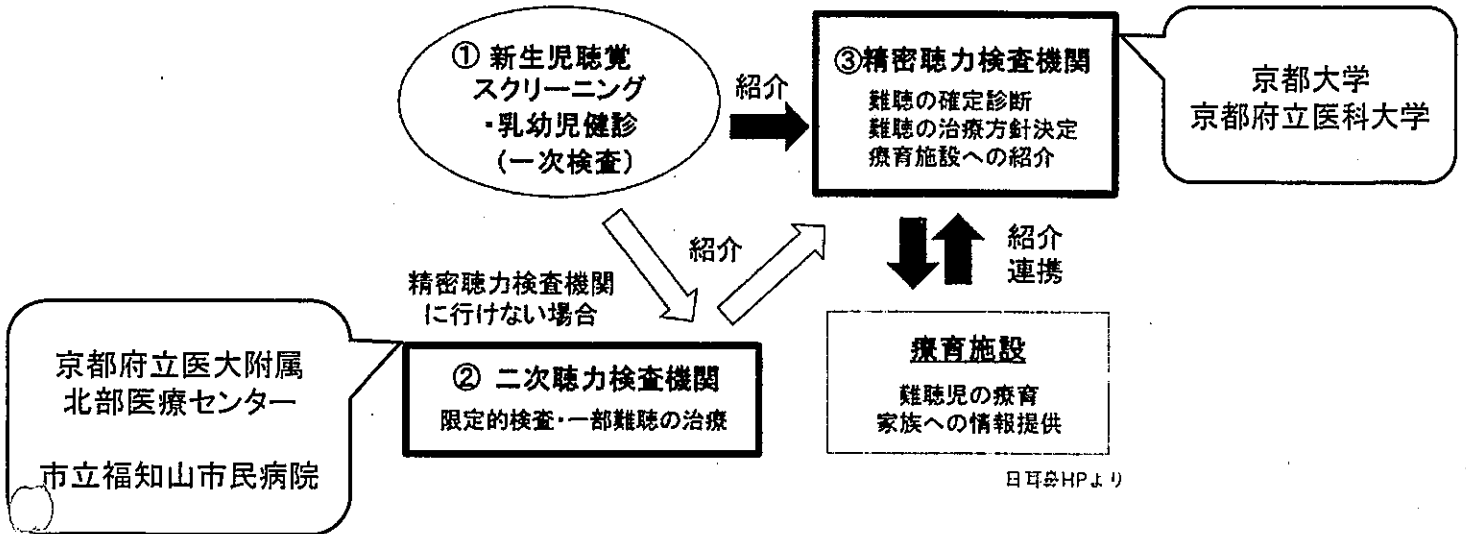 ① 新生児聴覚
スクリーニング
・乳幼児健診
(一次検査)
紹介
③精密聴力検査機関
難聴の確定診断
難聴の治療方針決定
療育施設への紹介
京都大学
京都府立医科大学
紹介
精密聴力検査機関
に行けない場合
紹介
連携
京都府立医大附属
北部医療センター
市立福知山市民病院
② 二次聴力検査機関
限定的検査・一部難聴の治療
療育施設
難聴児の療育
家族への情報提供
日耳鼻HPより